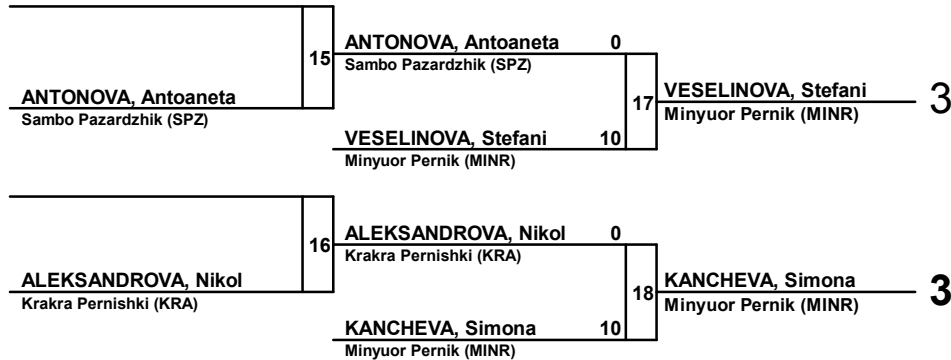 ANTONOVA, Antoaneta 0
15
Sambo Pazardzhik (SPZ)
ANTONOVA, Antoaneta
Sambo Pazardzhik (SPZ)
VESELINOVA, Stefani
17
3
Minyuor Pernik (MINR)
VESELINOVA, Stefani 10
Minyuor Pernik (MINR)
ALEKSANDROVA, Nikol 0
16
Krakra Pernishki (KRA)
ALEKSANDROVA, Nikol
Krakra Pernishki (KRA)
KANCHEVA, Simona
18
3
Minyuor Pernik (MINR)
KANCHEVA, Simona 10
Minyuor Pernik (MINR)